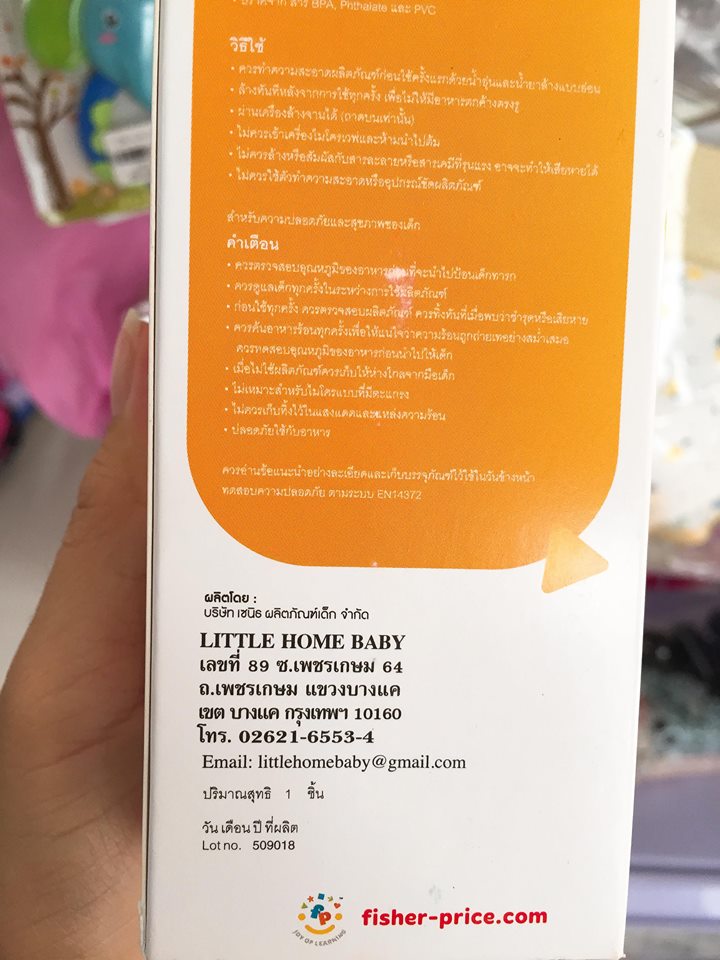 • ปราศจาก สาร BPA, Phthalate และ PVC
วิธีใช้
• ควรทำความสะอาดผลิตภัณฑ์ก่อนใช้ครั้งแรกด้วยน้ำอุ่นและน้ำยาล้างแบบอ่อน
• ล้างทันทีหลังจากการใช้ทุกครั้ง เพื่อไม่ให้มีอาหารตกค้างตรงรู
• ผ่านเครื่องล้างจานได้ (ถาดบนเท่านั้น)
• ไม่ควรเข้าเครื่องไมโครเวฟและห้ามนำไปต้ม
• ไม่ควรล้างหรือสัมผัสกับสารละลายหรือสารเคมีที่รุนแรง อาจจะทำให้เสียหายได้
• ไม่ควรใช้ตัวทำความสะอาดหรืออุปกรณ์ขัดผลิตภัณฑ์
สำหรับความปลอดภัยและสุขภาพของเด็ก
คำเตือน
• ควรตรวจสอบอุณหภูมิของอาหารก่อนที่จะนำไปป้อนเด็กทารก
• ควรดูแลเด็กทุกครั้งในระหว่างการใช้ผลิตภัณฑ์
• ก่อนใช้ทุกครั้ง ควรตรวจสอบผลิตภัณฑ์ ควรทิ้งทันทีเมื่อพบว่าชำรุดหรือเสียหาย
• ควรคนอาหารร้อนทุกครั้งเพื่อให้แน่ใจว่าความร้อนถูกถ่ายเทอย่างสม่ำเสมอ
ควรทดสอบอุณหภูมิของอาหารก่อนนำไปให้เด็ก
• เมื่อไม่ใช้ผลิตภัณฑ์ควรเก็บให้ห่างไกลจากมือเด็ก
• ไม่เหมาะสำหรับไมโครแบบที่มีตะแกรง
• ไม่ควรเก็บทิ้งไว้ในแสงแดดและแหล่งความร้อน
• ปลอดภัยใช้กับอาหาร
ควรอ่านข้อแนะนำอย่างละเอียดและเก็บบรรจุภัณฑ์ไว้ใช้ในวันข้างหน้า
ทดสอบความปลอดภัย ตามระบบ EN14372
ผลิตโดย :
บริษัท เซนิธ ผลิตภัณฑ์เด็ก จำกัด
LITTLE HOME BABY
เลขที่ 89 ซ.เพชรเกษม 64
ถ.เพชรเกษม แขวงบางแค
เขต บางแค กรุงเทพฯ 10160
โทร. 02621-6553-4
Email: littlehomebaby@gmail.com
ปริมาณสุทธิ 1 ชิ้น
วัน เดือน ปี ที่ผลิต
Lot no. 509018
fp
JOY OF LEARNING
fisher-price.com